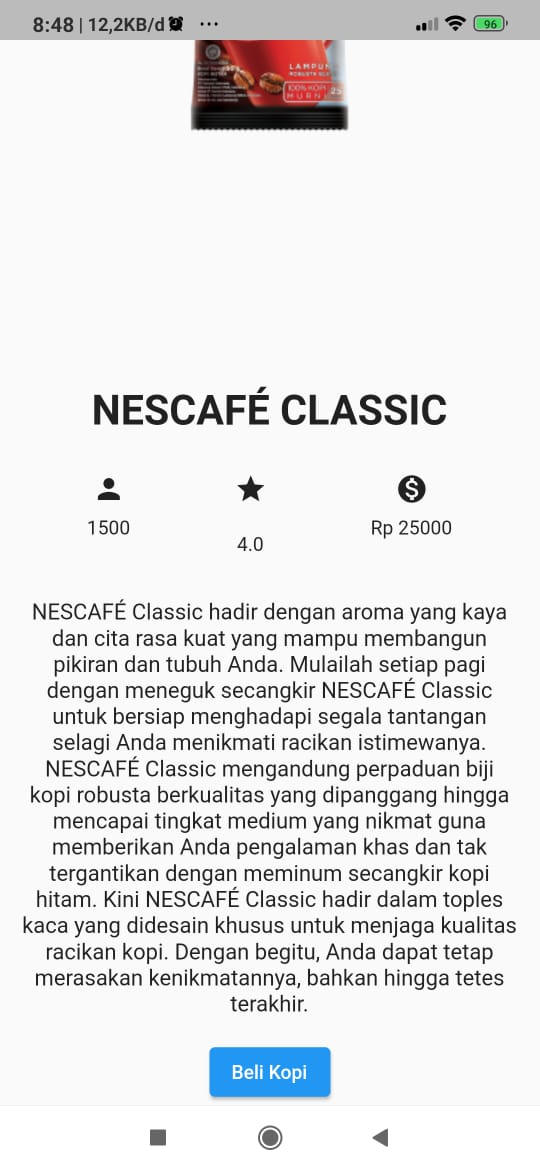 8:48 | 12,2KB/d ...
96
LAMPUN
ROBUSTA
100% KOPI
MURNI
25
NESCAFÉ CLASSIC
1500
4.0
Rp 25000
NESCAFÉ Classic hadir dengan aroma yang kaya
dan cita rasa kuat yang mampu membangun
pikiran dan tubuh Anda. Mulailah setiap pagi
dengan meneguk secangkir NESCAFÉ Classic
untuk bersiap menghadapi segala tantangan
selagi Anda menikmati racikan istimewanya.
NESCAFÉ Classic mengandung perpaduan biji
kopi robusta berkualitas yang dipanggang hingga
mencapai tingkat medium yang nikmat guna
memberikan Anda pengalaman khas dan tak
tergantikan dengan meminum secangkir kopi
hitam. Kini NESCAFÉ Classic hadir dalam toples
kaca yang didesain khusus untuk menjaga kualitas
racikan kopi. Dengan begitu, Anda dapat tetap
merasakan kenikmatannya, bahkan hingga tetes
terakhir.
Beli Kopi